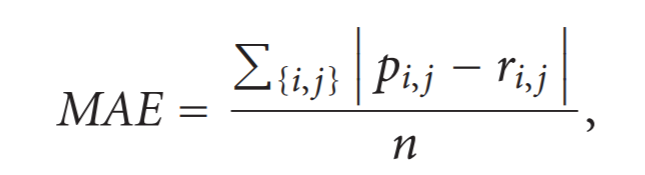 MAE = \frac{\sum_{\{i,j\}} \left| p_{i,j} - r_{i,j} \right|}{n},